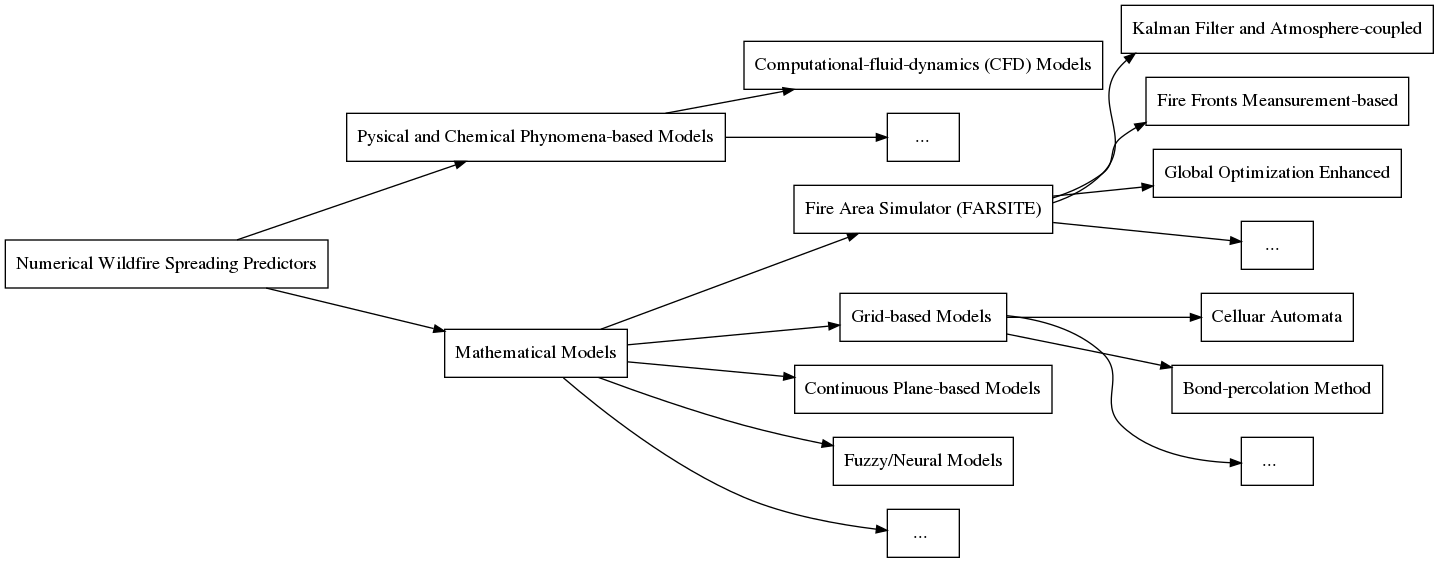 Kalman Filter and Atmosphere-coupled
Computational-fluid-dynamics (CFD) Models
Fire Fronts Meansurement-based
Pysical and Chemical Phynomena-based Models
...
Global Optimization Enhanced
Fire Area Simulator (FARSITE)
...
Numerical Wildfire Spreading Predictors
Grid-based Models
Celluar Automata
Mathematical Models
Continuous Plane-based Models
Bond-percolation Method
Fuzzy/Neural Models
...
...